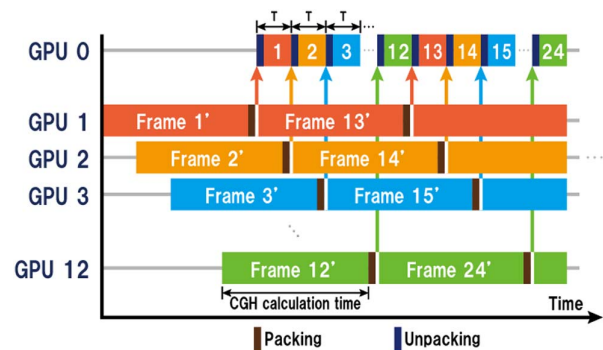 T T T ...
GPU 0 1 2 3 ... 12 13 14 15 ... 24
GPU 1 Frame 1' Frame 13'
GPU 2 Frame 2' Frame 14' ...
GPU 3 Frame 3' Frame 15'
GPU 12 Frame 12' Frame 24'
CGH calculation time Time
Packing Unpacking